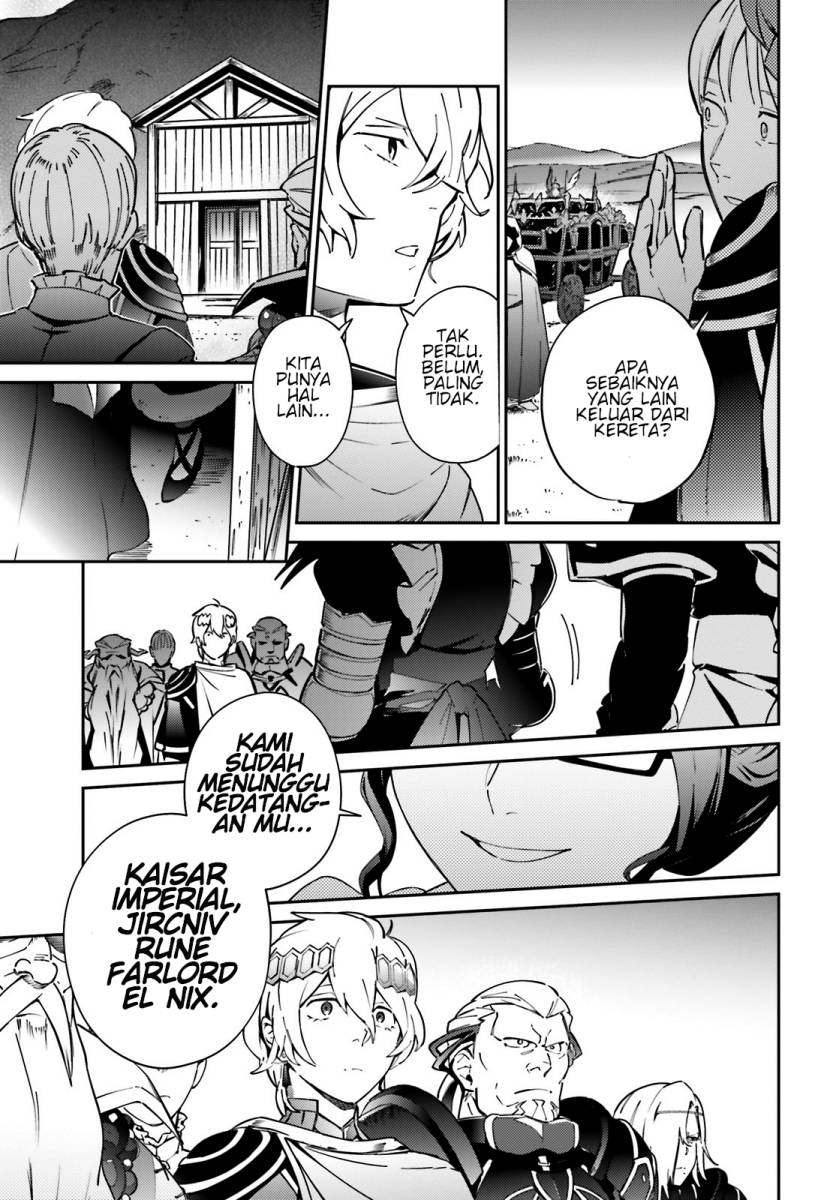 APA
SEBAIKNYA
YANG LAIN
KELUAR DARI
KERETA?
TAK
PERLU.
BELUM,
PALING
TIDAK.
KITA
PUNYA
HAL
LAIN...
KAMI
SUDAH
MENUNGGU
KEDATANG-
AN MU...
KAISAR
IMPERIAL,
JIRCNIV
RUNE
FARLORD
EL NIX.